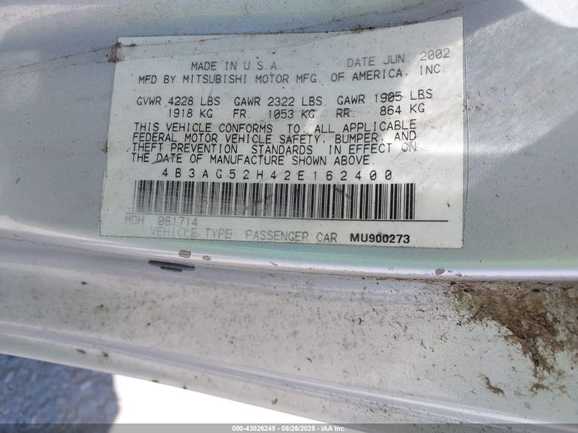 MADE IN U.S.A. DATE JUN. 2002
MFD BY MITSUBISHI MOTOR MFG. OF AMERICA, INC.
GVWR 4228 LBS GAWR 2322 LBS GAWR 1905 LBS
1918 KG FR. 1053 KG RR. 864 KG
THIS VEHICLE CONFORMS TO ALL APPLICABLE
FEDERAL MOTOR VEHICLE SAFETY, BUMPER, AND
THEFT PREVENTION STANDARDS IN EFFECT ON
THE DATE OF MANUFACTURE SHOWN ABOVE.
4B3AG52H42E162400
MDH 061714
VEHICLE TYPE PASSENGER CAR MU900273
000-43026245 - 08/26/2025 - IAA Inc.